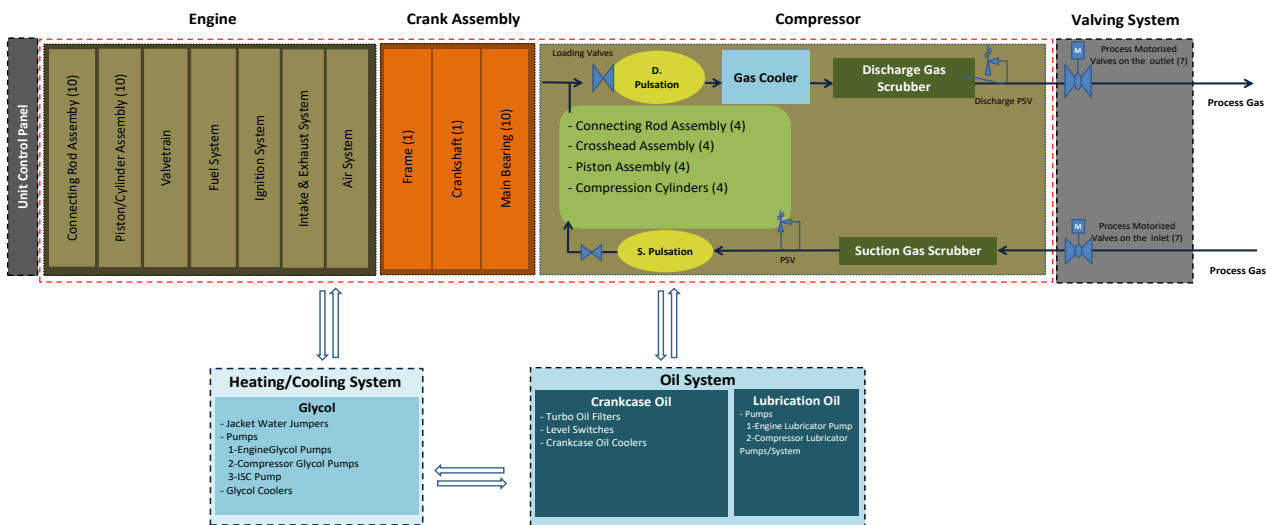 Engine
Crank Assembly
Compressor
Valving System
Unit Control Panel
Connecting Rod Assemby (10)
Piston/Cylinder Assembly (10)
Valvetrain
Fuel System
Ignition System
Intake & Exhaust System
Air System
Frame (1)
Crankshaft (1)
Main Bearing (10)
Loading Valves
D.
Pulsation
Gas Cooler
Discharge Gas
Scrubber
Discharge PSV
M
Process Motorized
Valves on the outlet (7)
Process Gas
- Connecting Rod Assembly (4)
- Crosshead Assembly (4)
- Piston Assembly (4)
- Compression Cylinders (4)
S. Pulsation
PSV
Suction Gas Scrubber
M
Process Motorized
Valves on the inlet (7)
Process Gas
Heating/Cooling System
Glycol
- Jacket Water Jumpers
- Pumps
1-EngineGlycol Pumps
2-Compressor Glycol Pumps
3-ISC Pump
- Glycol Coolers
Oil System
Crankcase Oil
- Turbo Oil Filters
- Level Switches
- Crankcase Oil Coolers
Lubrication Oil
- Pumps
1-Engine Lubricator Pump
2-Compressor Lubricator
Pumps/System